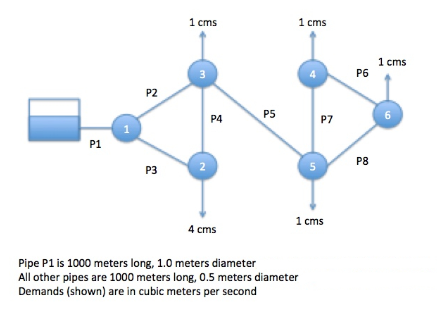 1 cms
1 cms
1 cms
3
4
P6
6
P2
P4
P5
P7
1
P1
P3
2
5
P8
4 cms
1 cms
Pipe P1 is 1000 meters long, 1.0 meters diameter
All other pipes are 1000 meters long, 0.5 meters diameter
Demands (shown) are in cubic meters per second